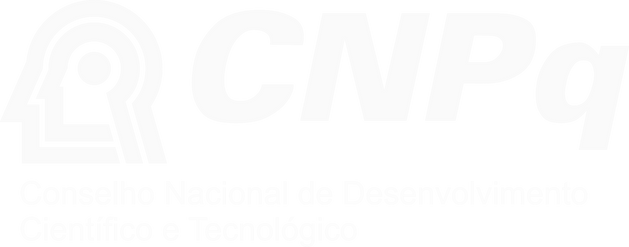 CNPq
Conselho Nacional de Desenvolvimento
Científico e Tecnológico